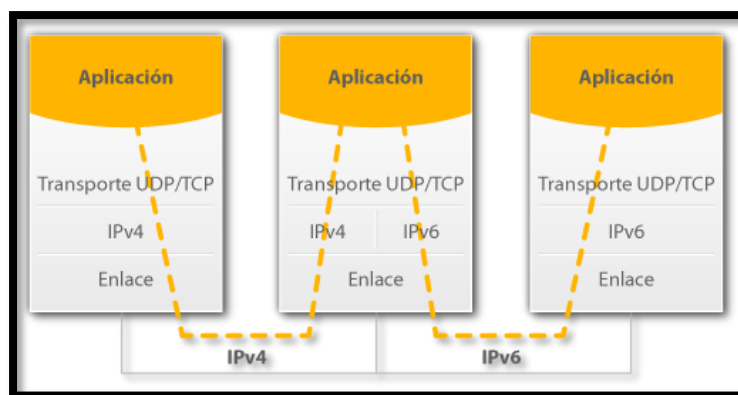 Aplicación
Transporte UDP/TCP
IPv4
Enlace
Aplicación
Transporte UDP/TCP
IPv4 IPv6
Enlace
Aplicación
Transporte UDP/TCP
IPv6
Enlace
IPv4
IPv6